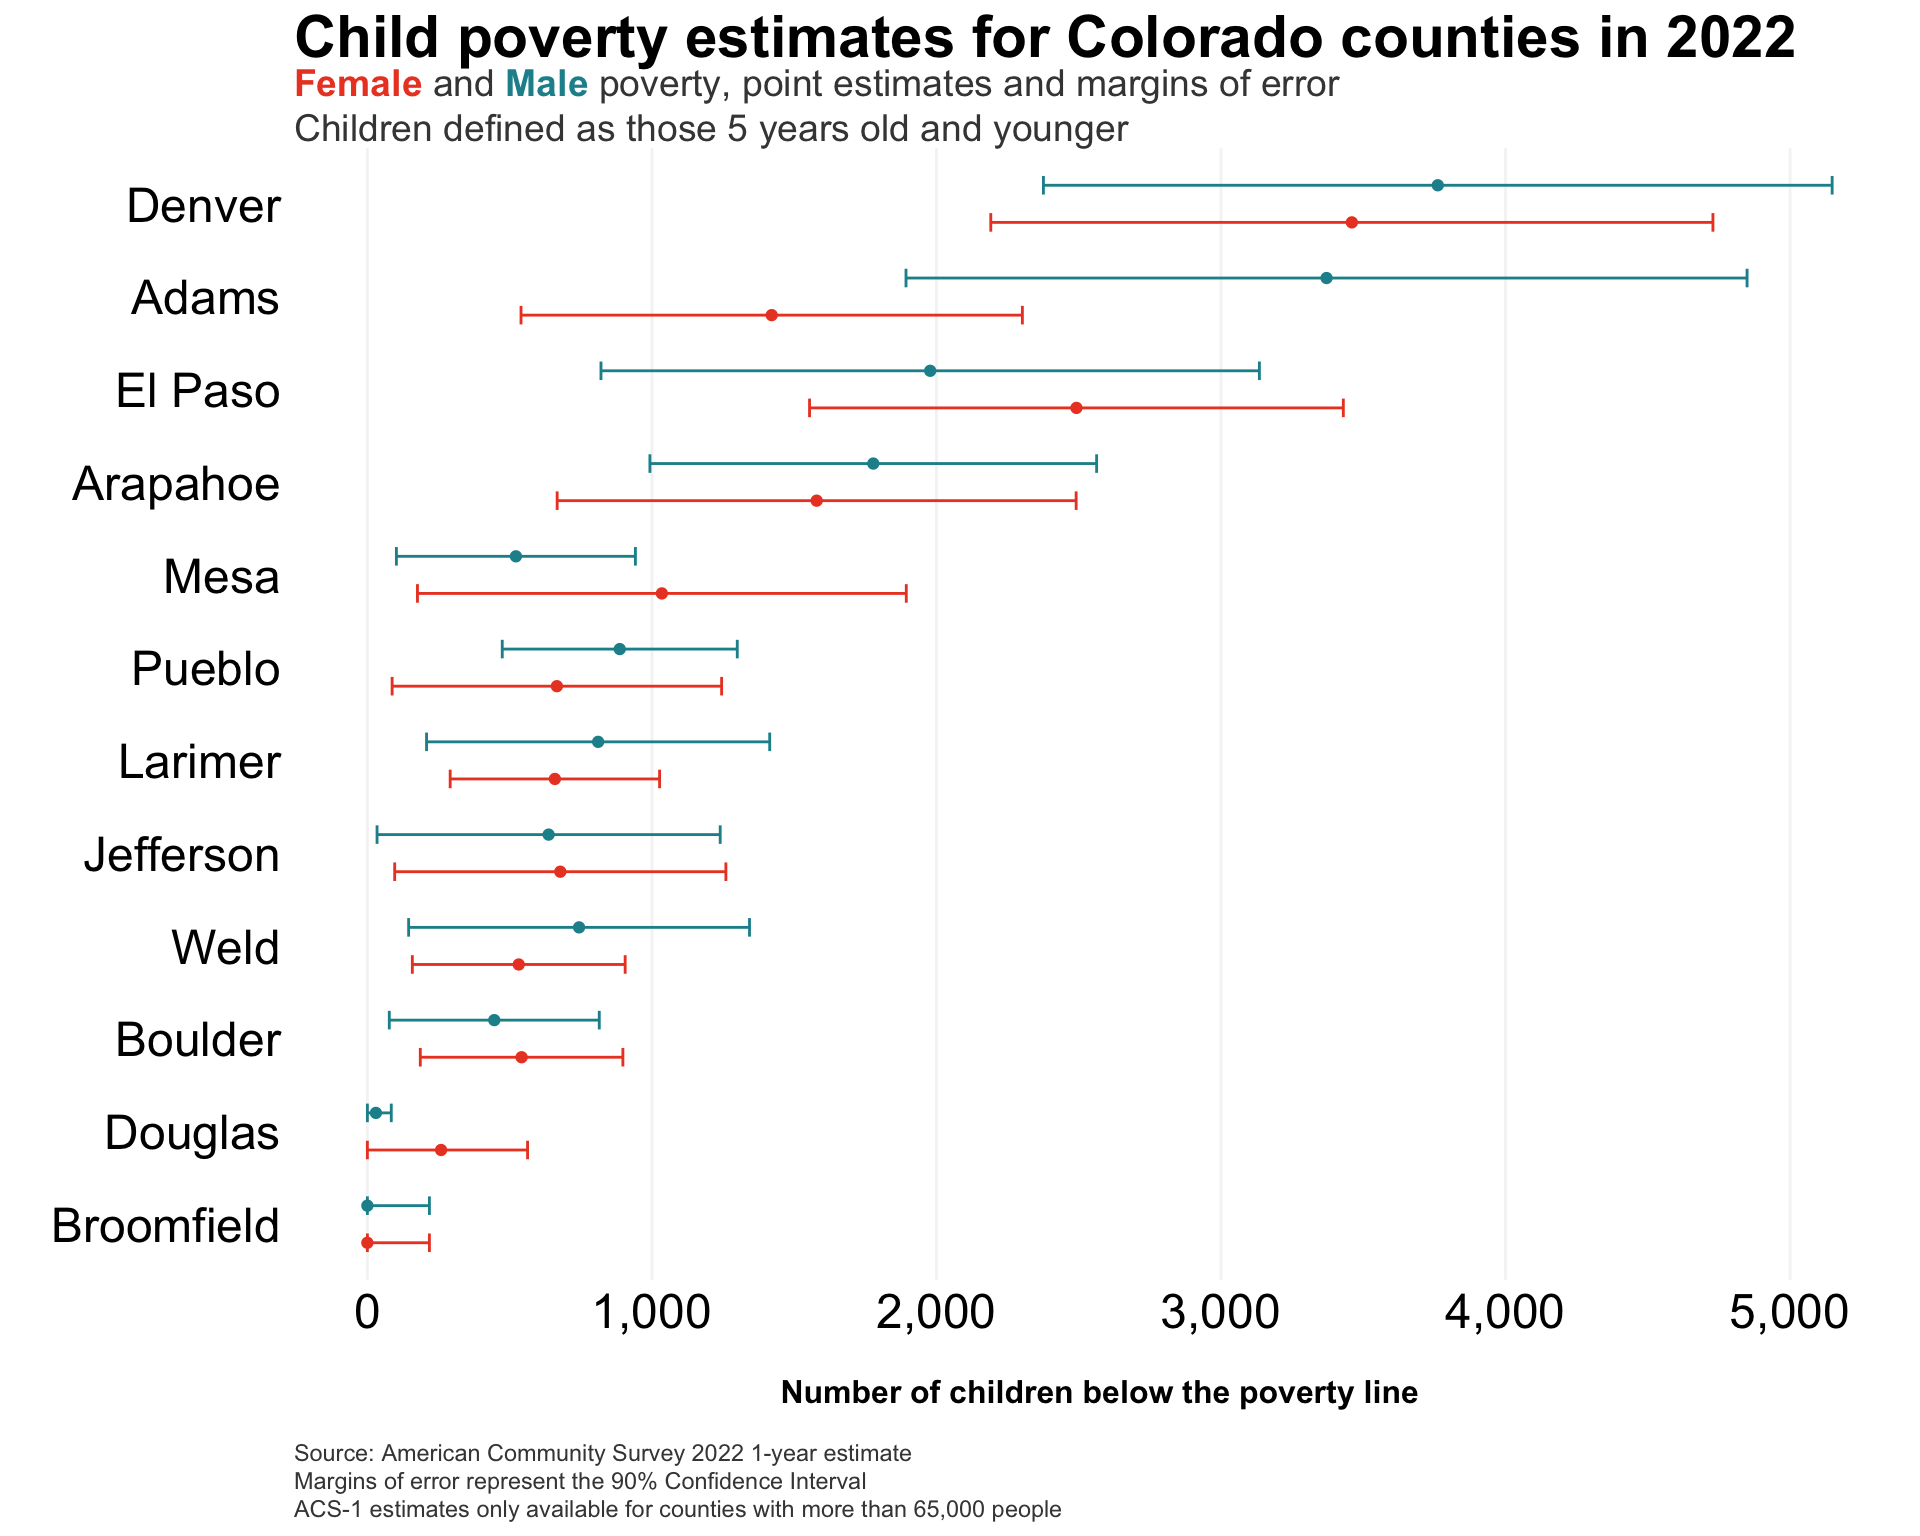 Child poverty estimates for Colorado counties in 2022
Female and Male poverty, point estimates and margins of error
Children defined as those 5 years old and younger
Denver
Adams
El Paso
Arapahoe
Mesa
Pueblo
Larimer
Jefferson
Weld
Boulder
Douglas
Broomfield
0 1,000 2,000 3,000 4,000 5,000
Number of children below the poverty line
Source: American Community Survey 2022 1-year estimate
Margins of error represent the 90% Confidence Interval
ACS-1 estimates only available for counties with more than 65,000 people